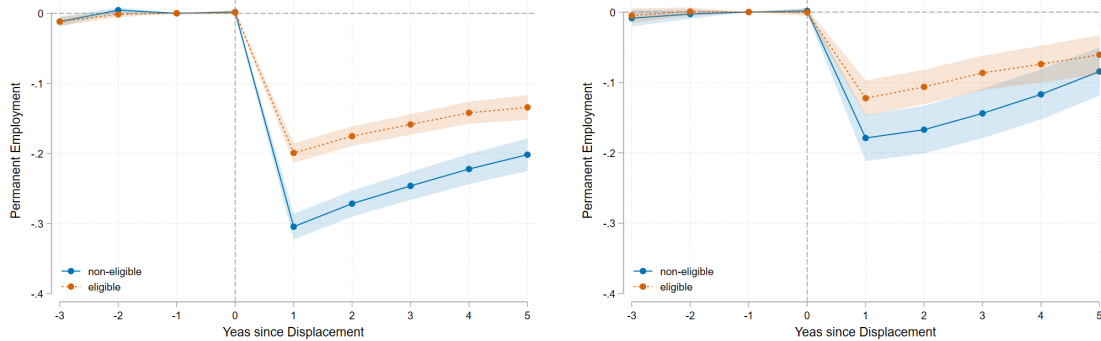 Permanent Employment
0
-.1
-.2
-.3
-.4
non-eligible
eligible
-3 -2 -1 0 1 2 3 4 5
Yeas since Displacement
Permanent Employment
0
-.1
-.2
-.3
-.4
non-eligible
eligible
-3 -2 -1 0 1 2 3 4 5
Yeas since Displacement